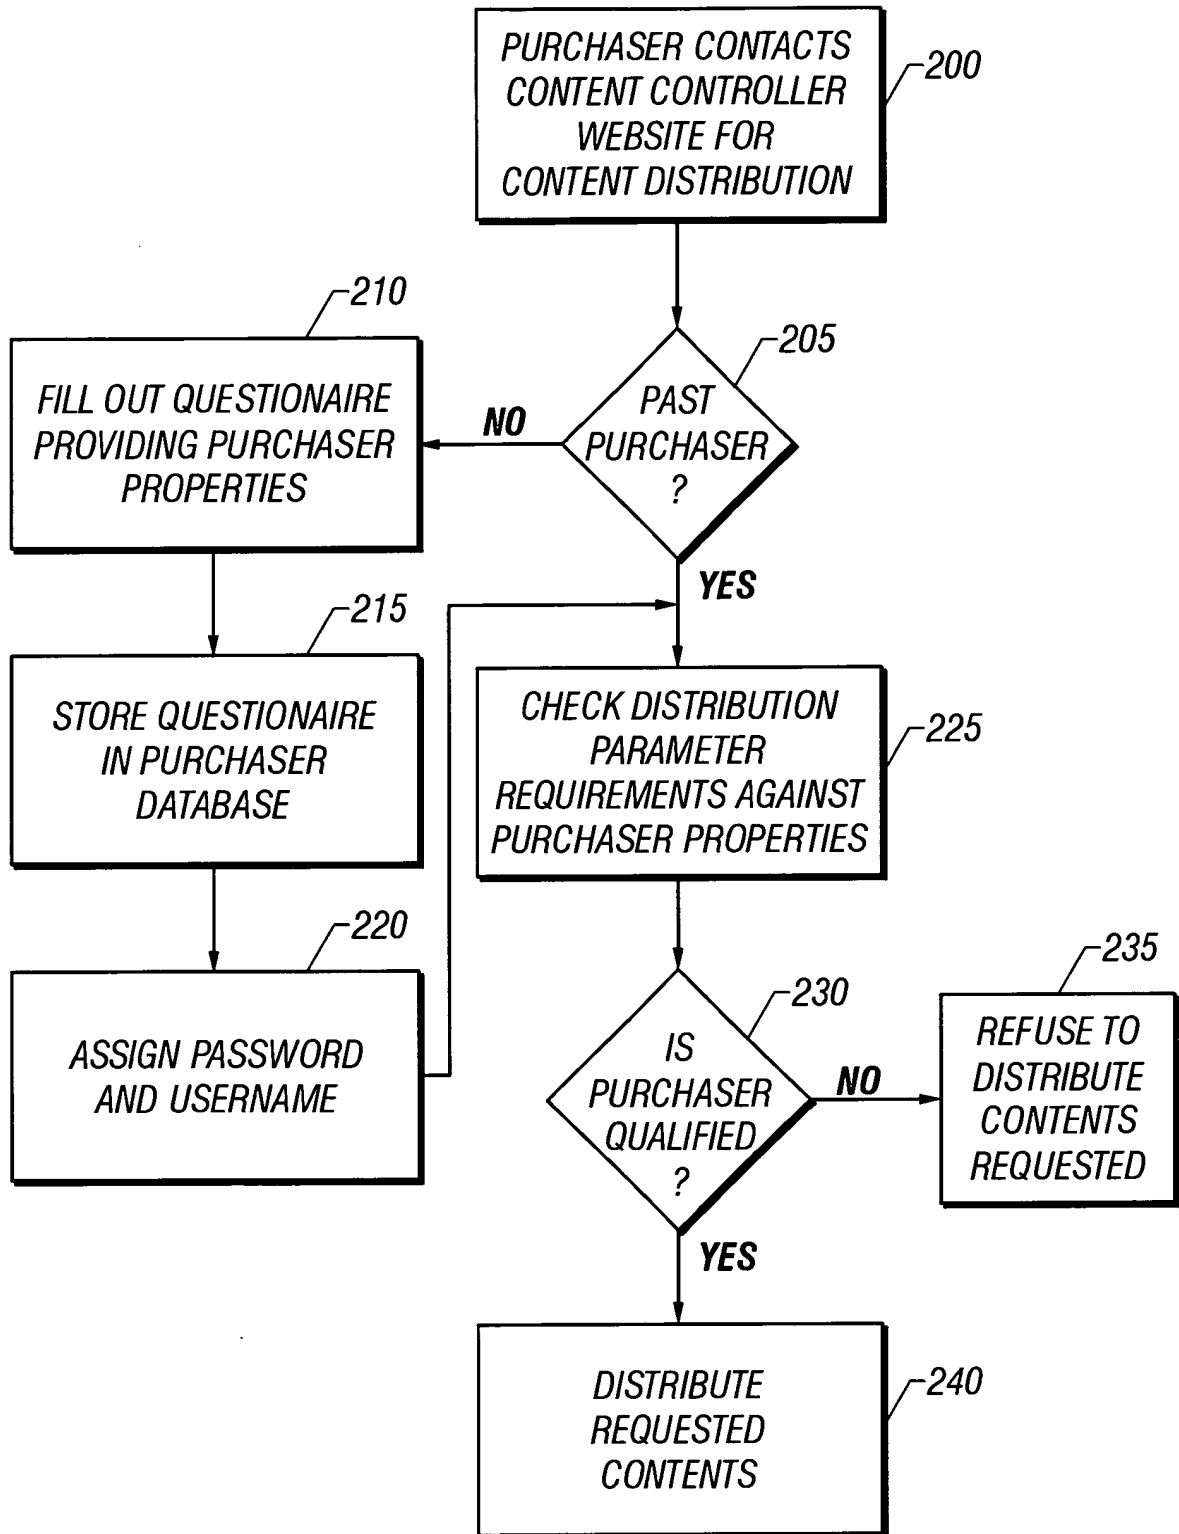 PURCHASER CONTACTS
CONTENT CONTROLLER
WEBSITE FOR
CONTENT DISTRIBUTION
200
PAST
PURCHASER
?
205
NO
YES
210
FILL OUT QUESTIONAIRE
PROVIDING PURCHASER
PROPERTIES
215
STORE QUESTIONAIRE
IN PURCHASER
DATABASE
220
ASSIGN PASSWORD
AND USERNAME
CHECK DISTRIBUTION
PARAMETER
REQUIREMENTS AGAINST
PURCHASER PROPERTIES
225
IS
PURCHASER
QUALIFIED
?
230
NO
YES
235
REFUSE TO
DISTRIBUTE
CONTENTS
REQUESTED
DISTRIBUTE
REQUESTED
CONTENTS
240